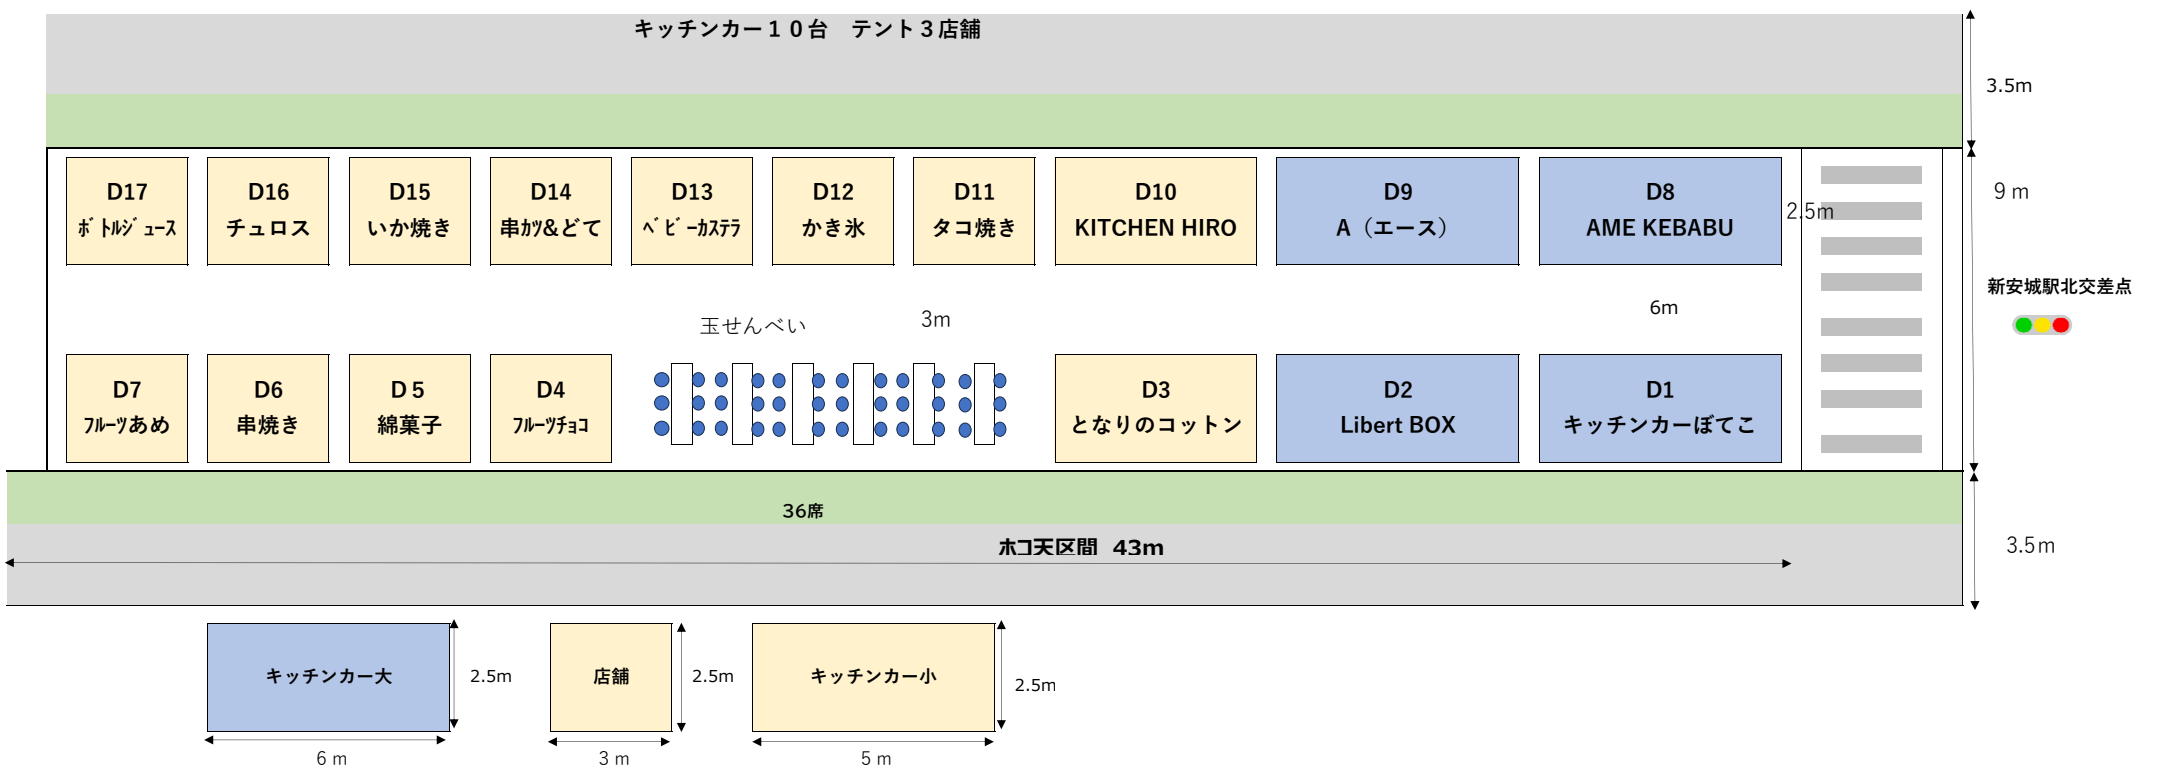 キッチンカー１０台　テント３店舗
3.5m
D17
ﾎﾞﾄﾙｼﾞｭｰｽ
D16
チュロス
D15
いか焼き
D14
串ｶﾂ&どて
D13
ﾍﾞﾋﾞｰｶｽﾃﾗ
D12
かき氷
D11
タコ焼き
D10
KITCHEN HIRO
D9
A（エース）
D8
AME KEBABU
2.5m
9 m
新安城駅北交差点
玉せんべい
3m
6m
D7
ﾌﾙｰﾂあめ
D6
串焼き
D５
綿菓子
D4
ﾌﾙｰﾂﾁｮｺ
D3
となりのコットン
D2
Libert BOX
D1
キッチンカーぼてこ
36席
ホコ天区間 43m
3.5m
キッチンカー大
2.5m
6 m
店舗
2.5m
3 m
キッチンカー小
2.5m
5 m